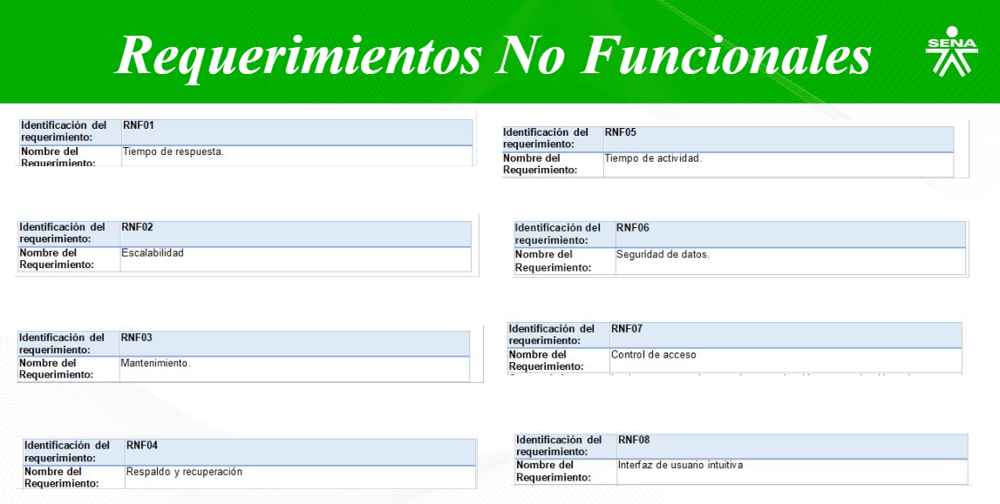 Requerimientos No Funcionales
SENA
Identificación del
requerimiento:
RNF01
Nombre del
Requerimiento:
Tiempo de respuesta.
Identificación del
requerimiento:
RNF02
Nombre del
Requerimiento:
Escalabilidad
Identificación del
requerimiento:
RNF03
Nombre del
Requerimiento:
Mantenimiento.
Identificación del
requerimiento:
RNF04
Nombre del
Requerimiento:
Respaldo y recuperación
Identificación del
requerimiento:
RNF05
Nombre del
Requerimiento:
Tiempo de actividad.
Identificación del
requerimiento:
RNF06
Nombre del
Requerimiento:
Seguridad de datos.
Identificación del
requerimiento:
RNF07
Nombre del
Requerimiento:
Control de acceso
Identificación del
requerimiento:
RNF08
Nombre del
Requerimiento:
Interfaz de usuario intuitiva